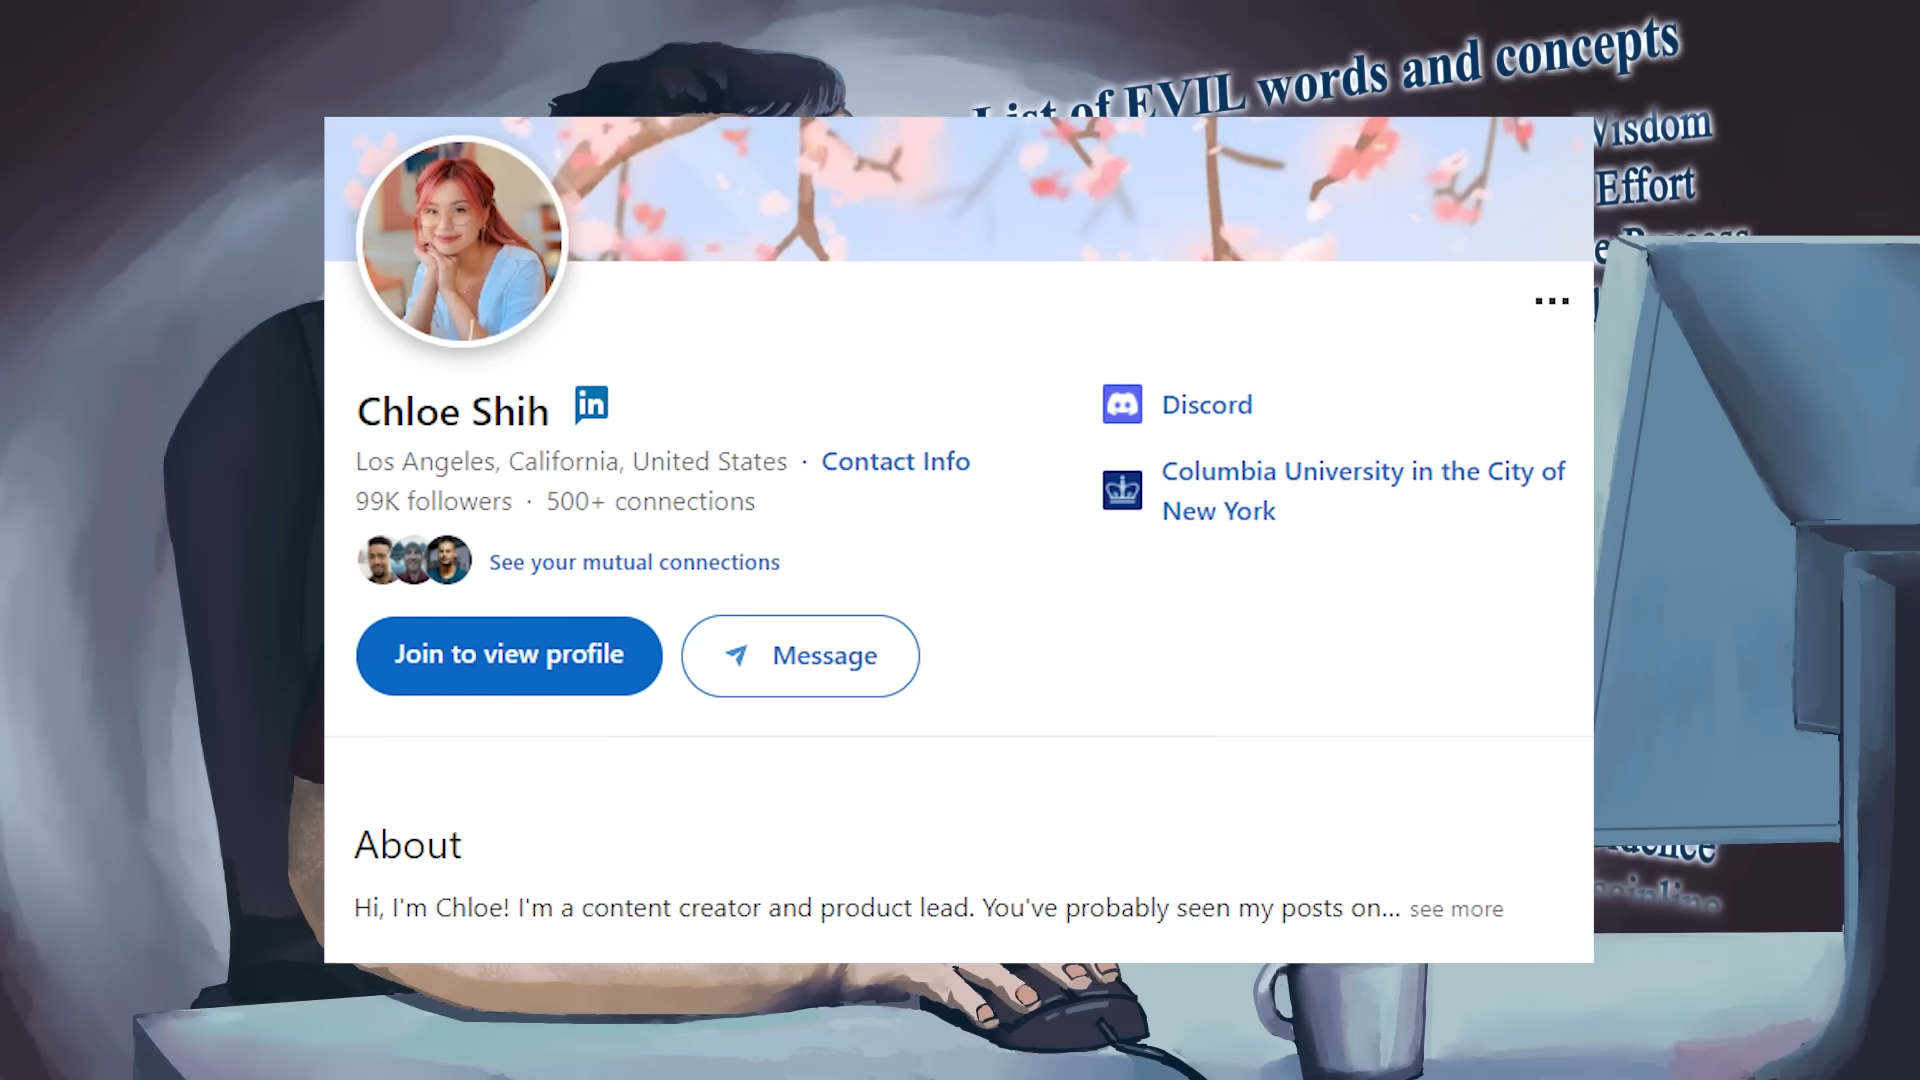 List of EVIL words and concepts
Wisdom
Effort
Chloe Shih in
Los Angeles, California, United States · Contact Info
99K followers · 500+ connections
See your mutual connections
Join to view profile
Message
Discord
Columbia University in the City of
New York
About
Hi, I'm Chloe! I'm a content creator and product lead. You've probably seen my posts on... see more